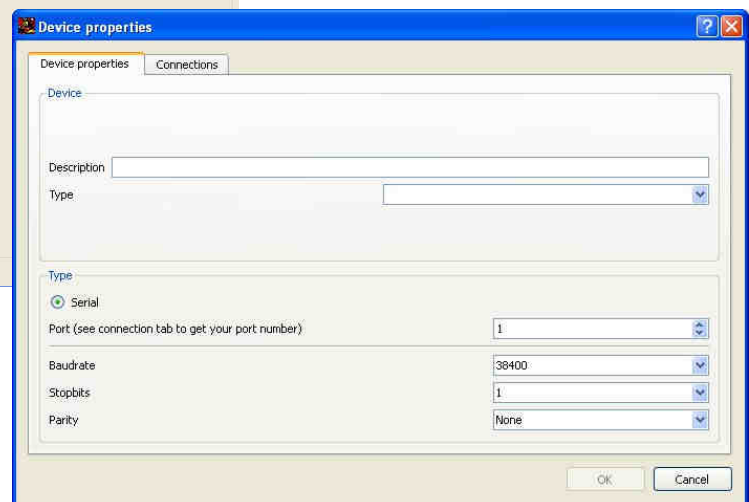 Device properties
Device properties Connections
Device
Description
Type
Type
Serial
Port (see connection tab to get your port number) 1
Baudrate 38400
Stopbits 1
Parity None
OK Cancel